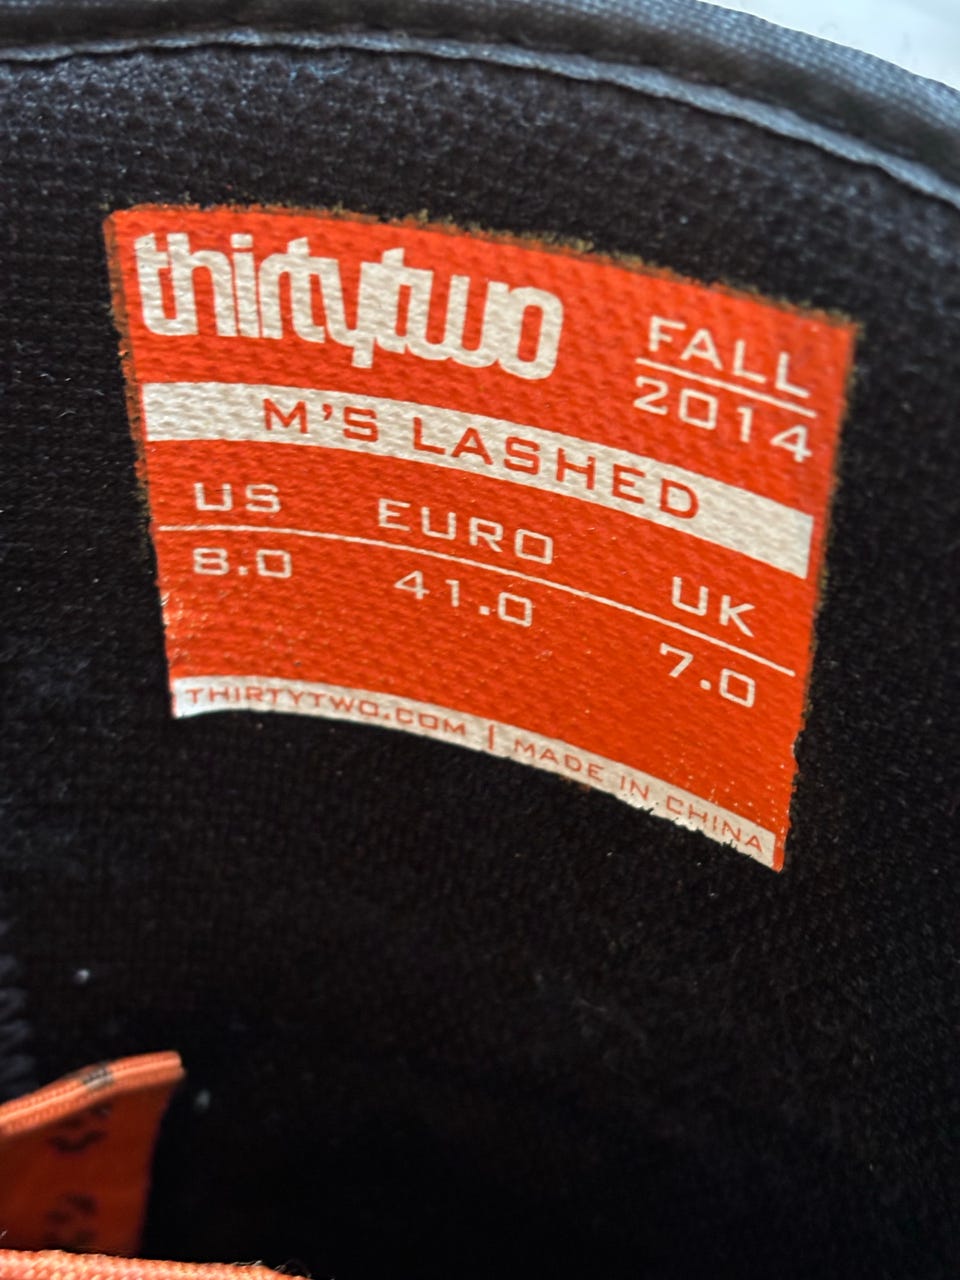 thirtytwo
FALL
2014
M'S LASHED
US EURO UK
8.0 41.0 7.0
THIRTYTWO.COM | MADE IN CHINA